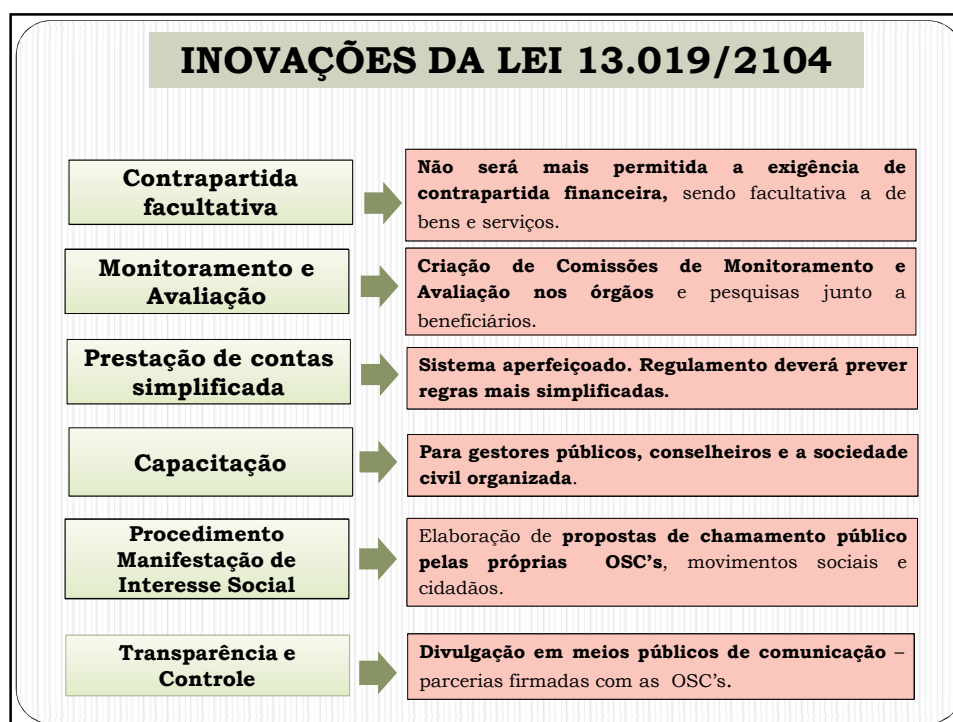 INOVAÇÕES DA LEI 13.019/2104
Contrapartida
facultativa
Não será mais permitida a exigência de
contrapartida financeira, sendo facultativa a de
bens e serviços.
Monitoramento e
Avaliação
Criação de Comissões de Monitoramento e
Avaliação nos órgãos e pesquisas junto a
beneficiários.
Prestação de contas
simplificada
Sistema aperfeiçoado. Regulamento deverá prever
regras mais simplificadas.
Capacitação
Para gestores públicos, conselheiros e a sociedade
civil organizada.
Procedimento
Manifestação de
Interesse Social
Elaboração de propostas de chamamento público
pelas próprias OSC's, movimentos sociais e
cidadãos.
Transparência e
Controle
Divulgação em meios públicos de comunicação –
parcerias firmadas com as OSC's.